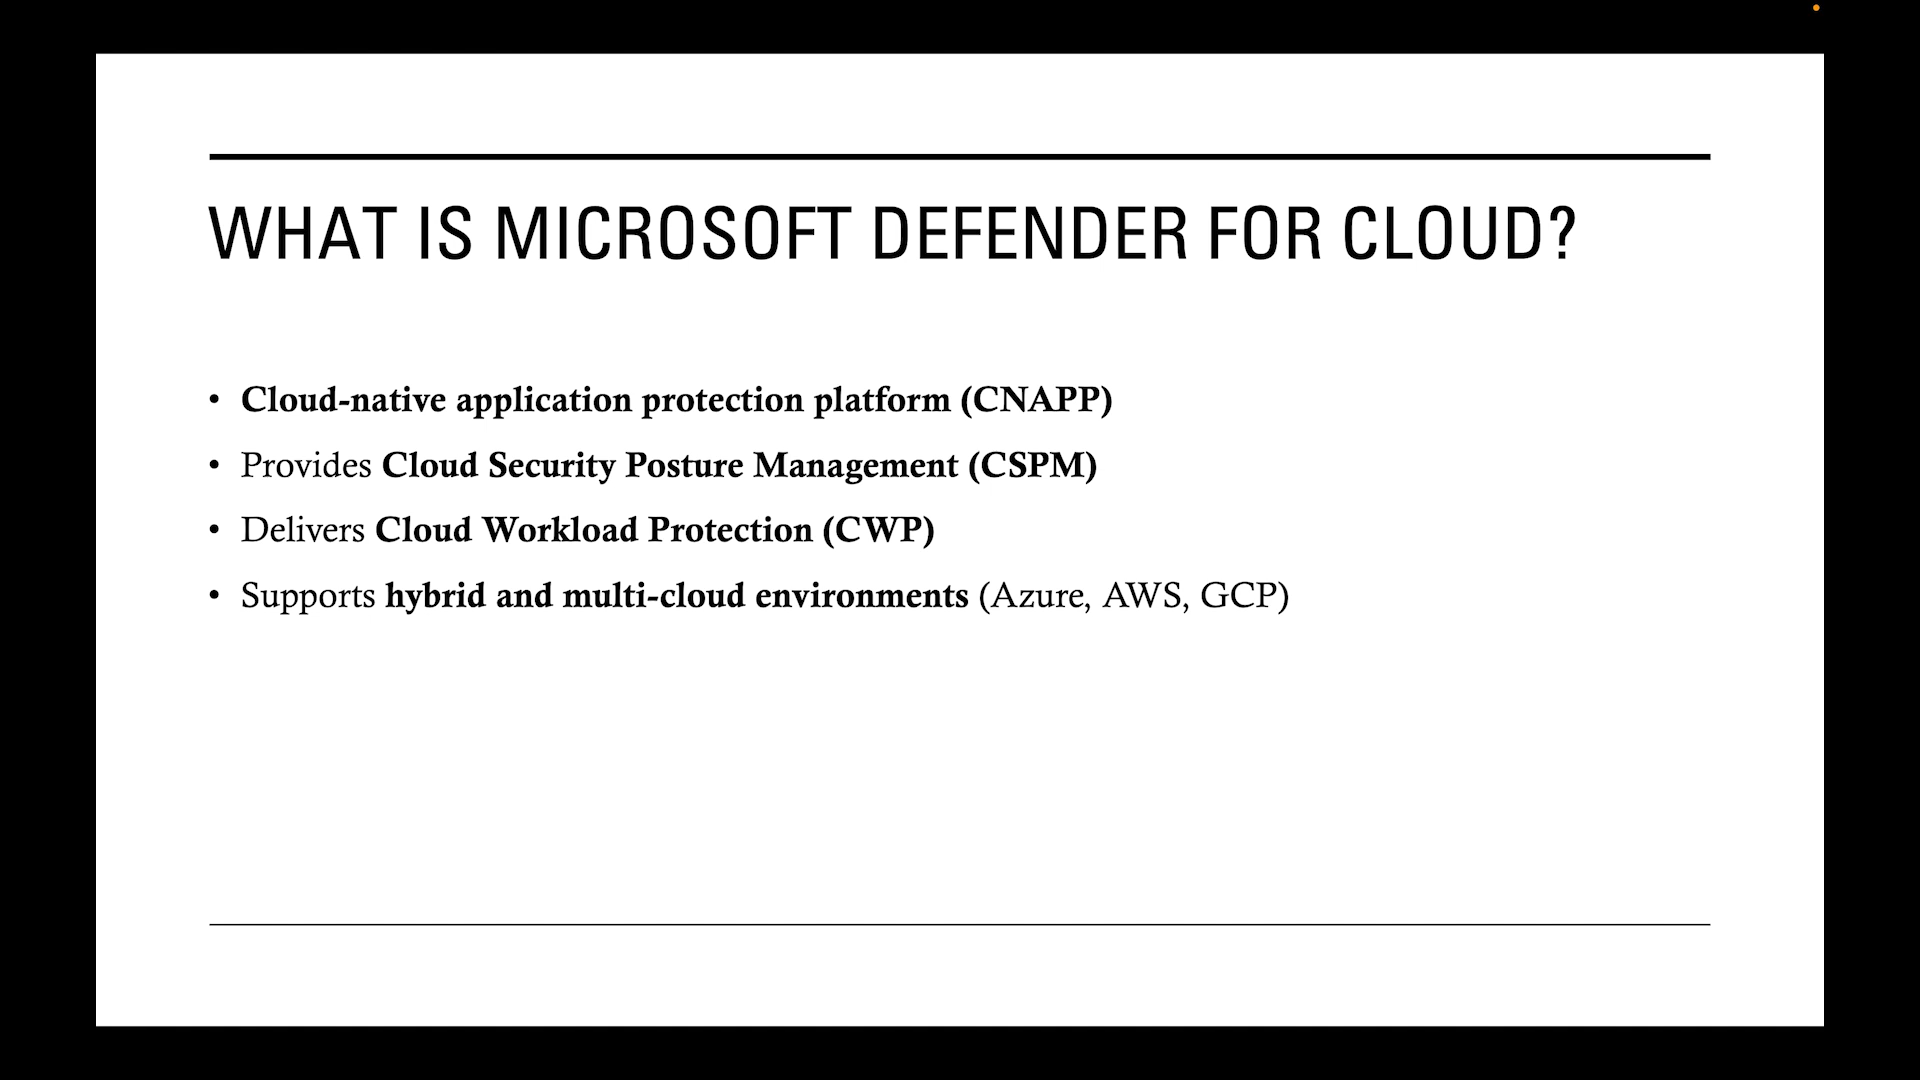 WHAT IS MICROSOFT DEFENDER FOR CLOUD?
• Cloud-native application protection platform (CNAPP)
• Provides Cloud Security Posture Management (CSPM)
• Delivers Cloud Workload Protection (CWP)
• Supports hybrid and multi-cloud environments (Azure, AWS, GCP)